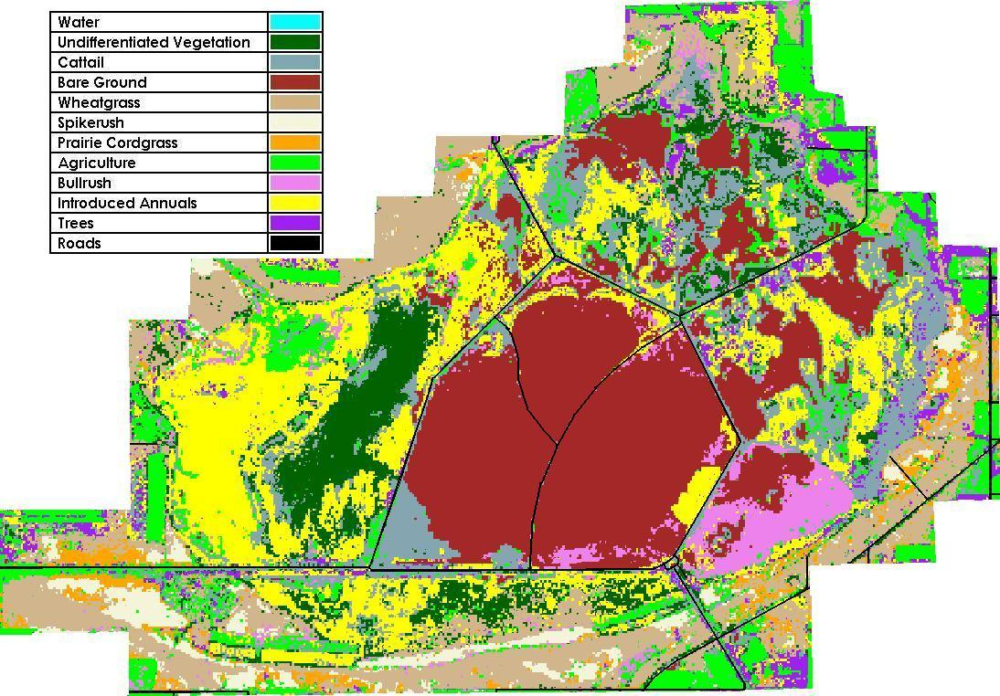 Water
Undifferentiated Vegetation
Cattail
Bare Ground
Wheatgrass
Spikerush
Prairie Cordgrass
Agriculture
Bullrush
Introduced Annuals
Trees
Roads